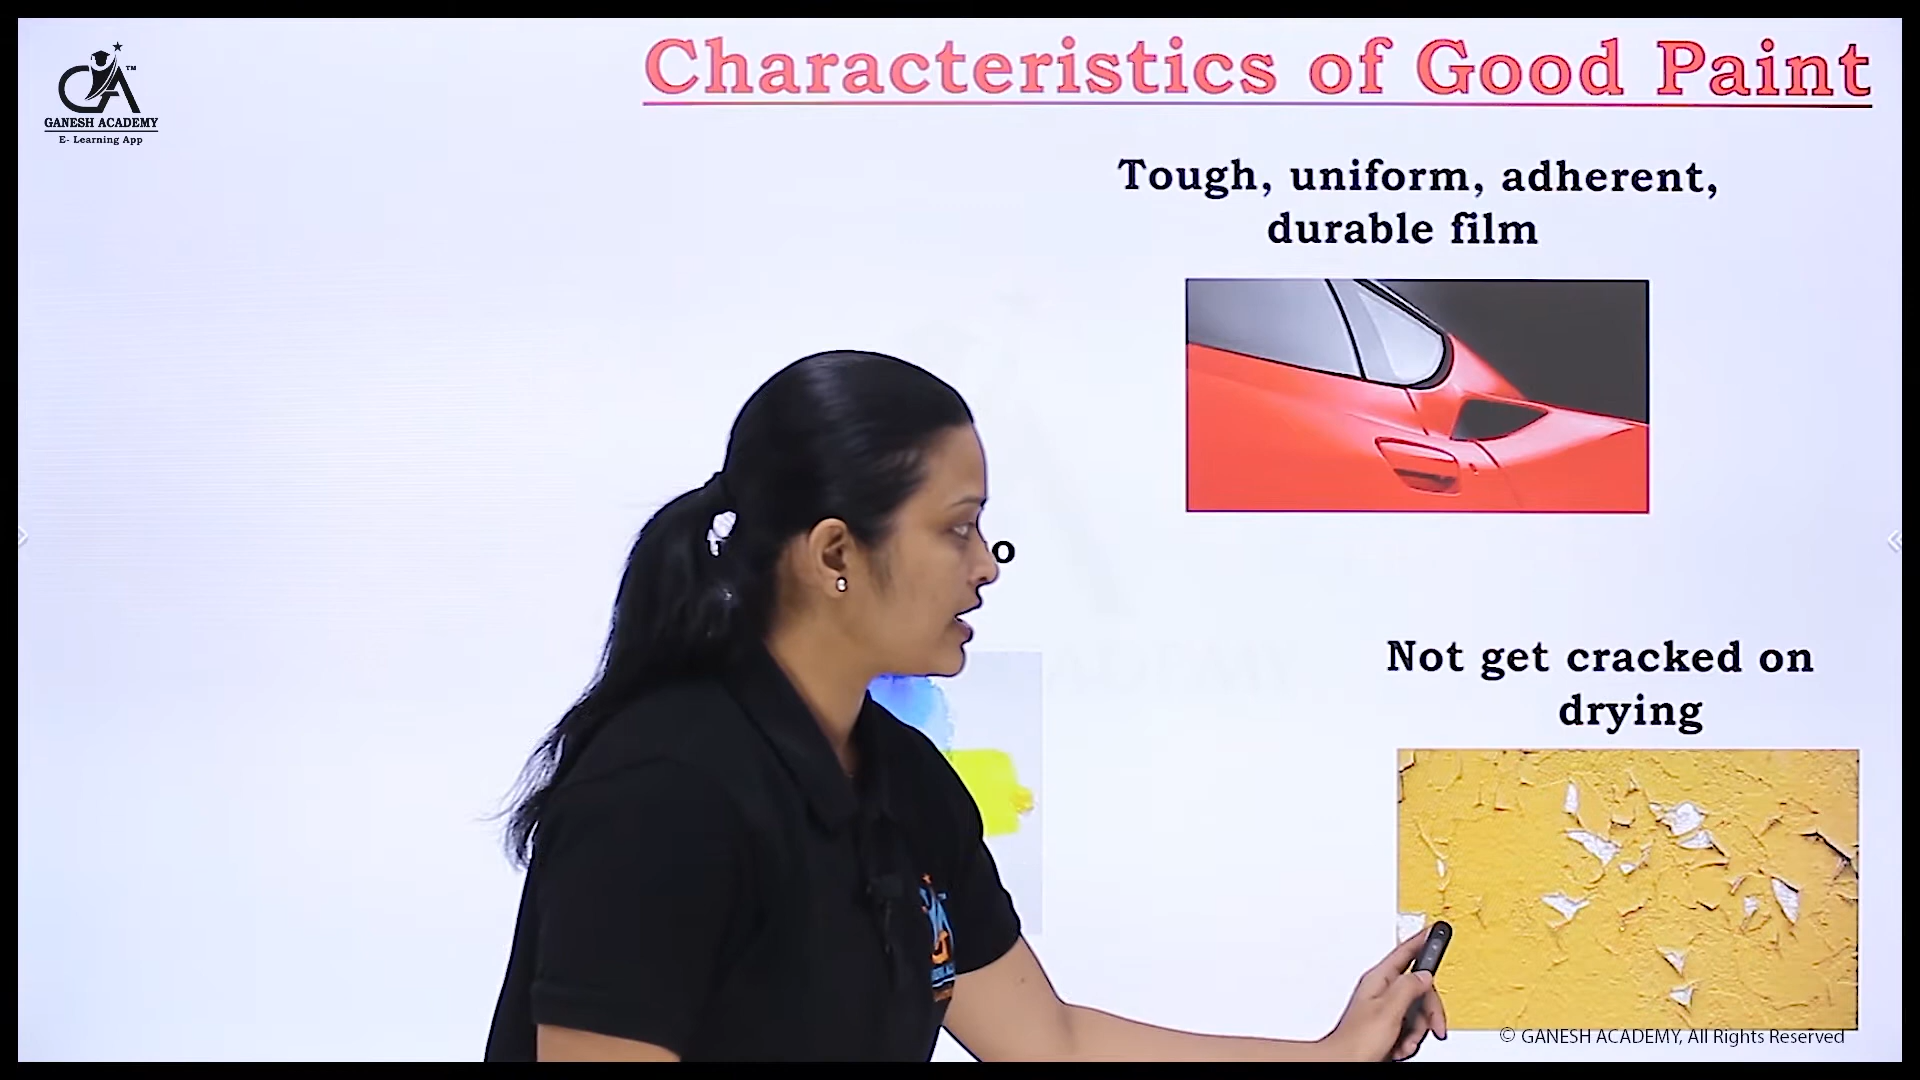 GANESH ACADEMY
E- Learning App
Characteristics of Good Paint
Tough, uniform, adherent,
durable film
Not get cracked on
drying
© GANESH ACADEMY, All Rights Reserved